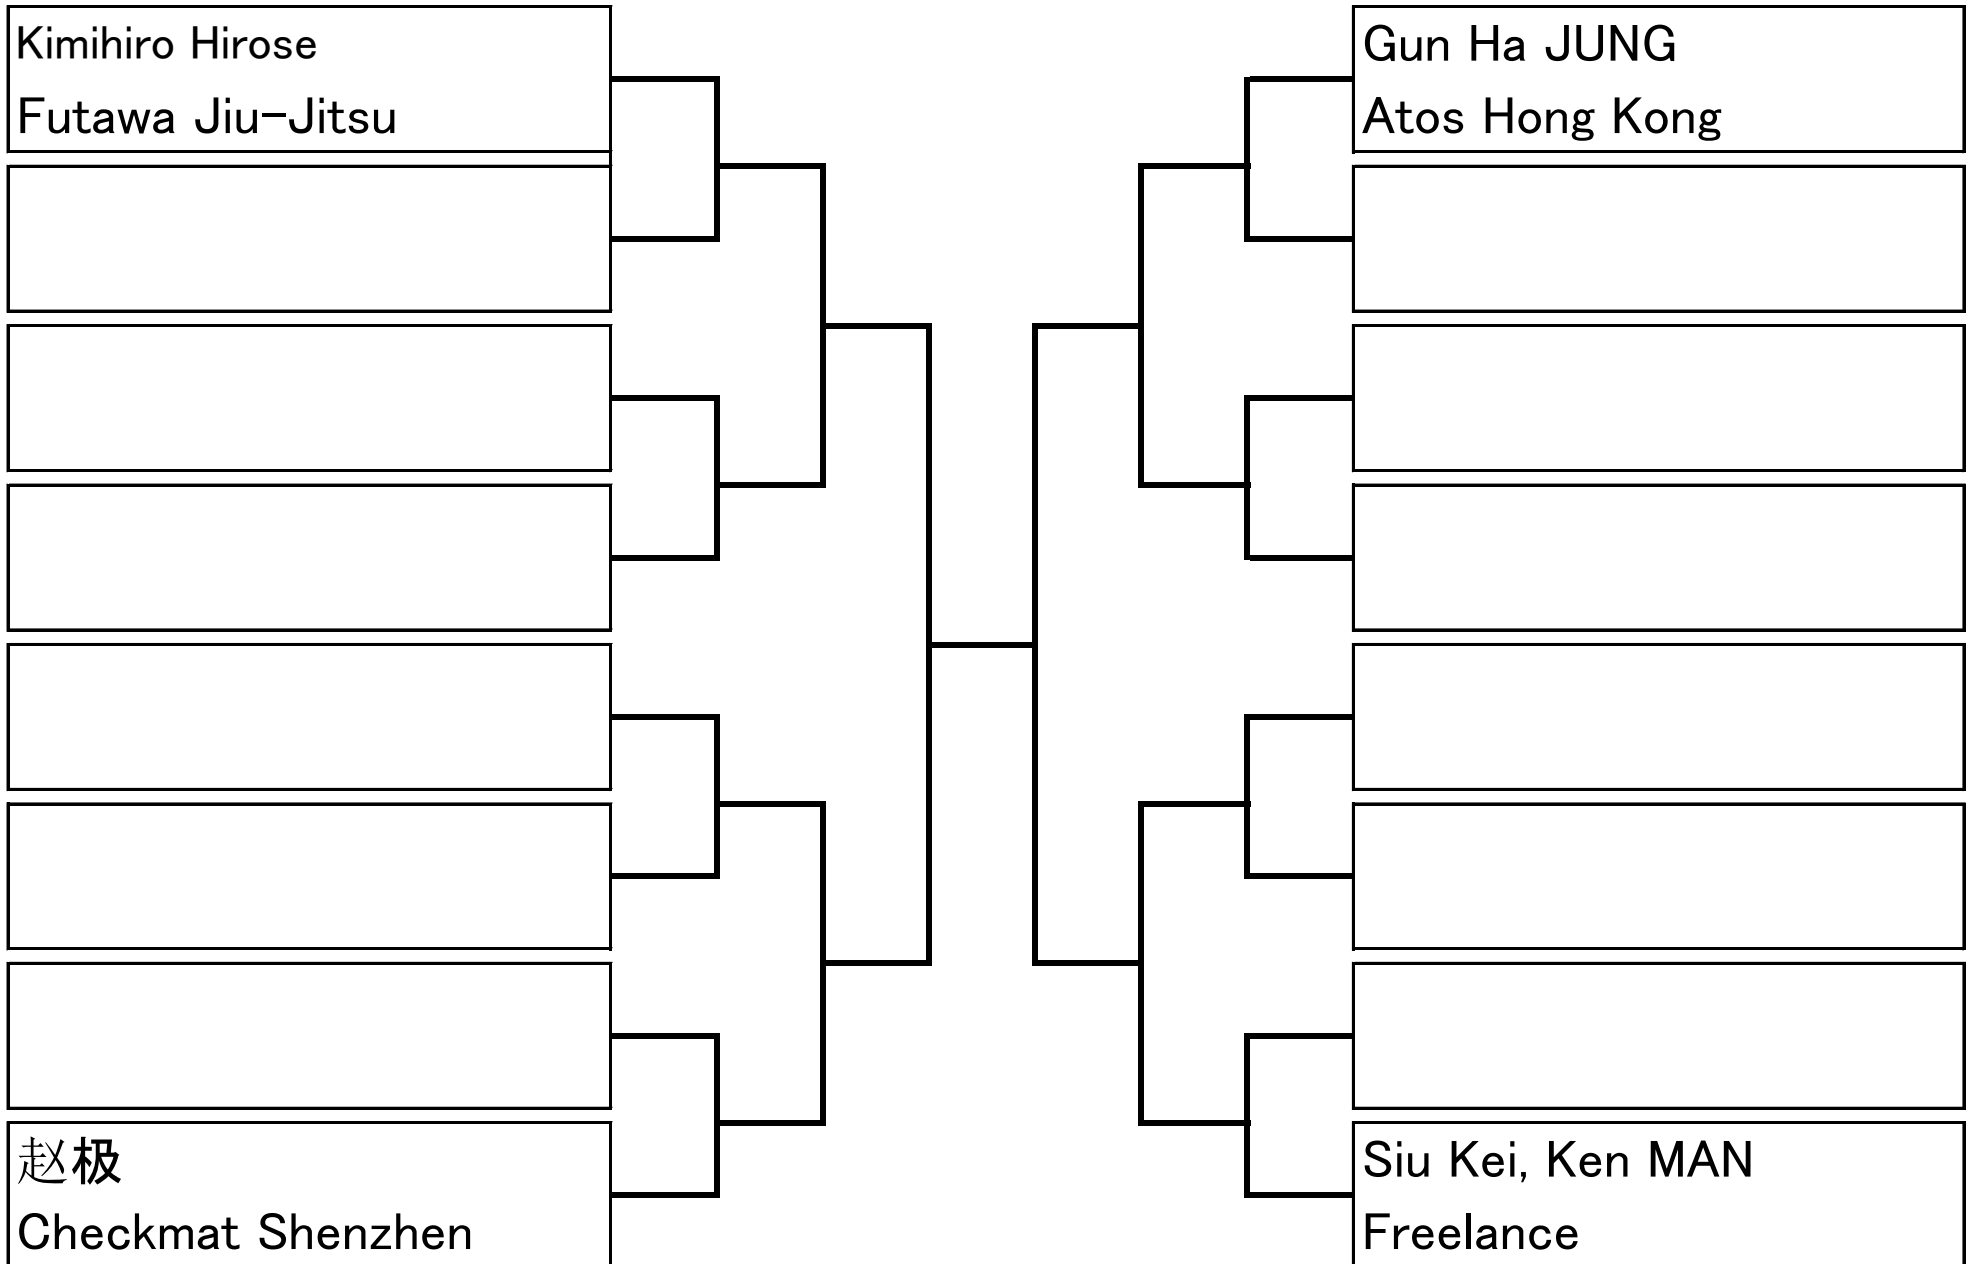 Kimihiro Hirose
Futawa Jiu-Jitsu
Gun Ha JUNG
Atos Hong Kong
赵极
Checkmat Shenzhen
Siu Kei, Ken MAN
Freelance